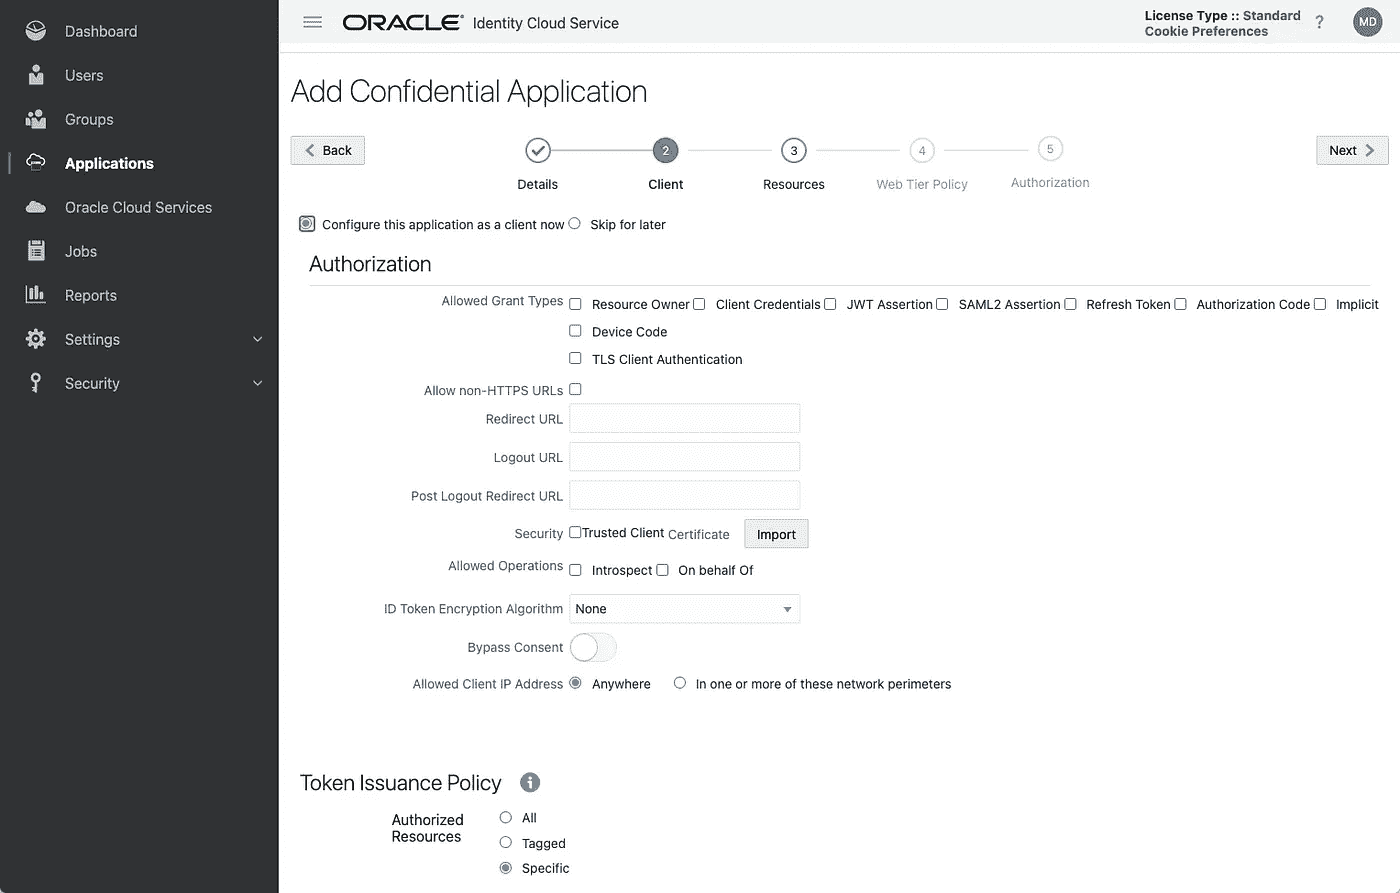 Dashboard
Users
Groups
Applications
Oracle Cloud Services
Jobs
Reports
Settings
Security
ORACLE® Identity Cloud Service
License Type :: Standard
Cookie Preferences
?
MD
Add Confidential Application
Back
2
3
4
5
Next
Details
Client
Resources
Web Tier Policy
Authorization
Configure this application as a client now Skip for later
Authorization
Allowed Grant Types Resource Owner Client Credentials JWT Assertion SAML2 Assertion Refresh Token Authorization Code Implicit
Device Code
TLS Client Authentication
Allow non-HTTPS URLs
Redirect URL
Logout URL
Post Logout Redirect URL
Security Trusted Client Certificate Import
Allowed Operations Introspect On behalf Of
ID Token Encryption Algorithm None
Bypass Consent
Allowed Client IP Address Anywhere In one or more of these network perimeters
Token Issuance Policy i
Authorized
Resources
All
Tagged
Specific